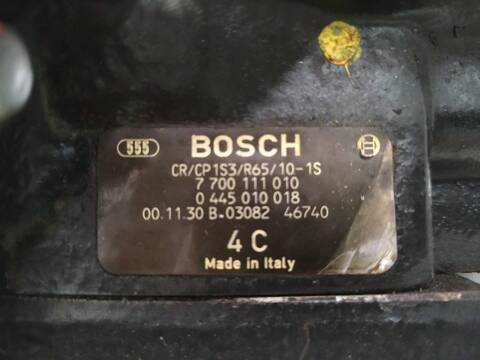 555 BOSCH
CR/CP1S3/R65/10-1S
7 700 111 010
0 445 010 018
00.11.30 B.03082 46740
4 C
Made in Italy